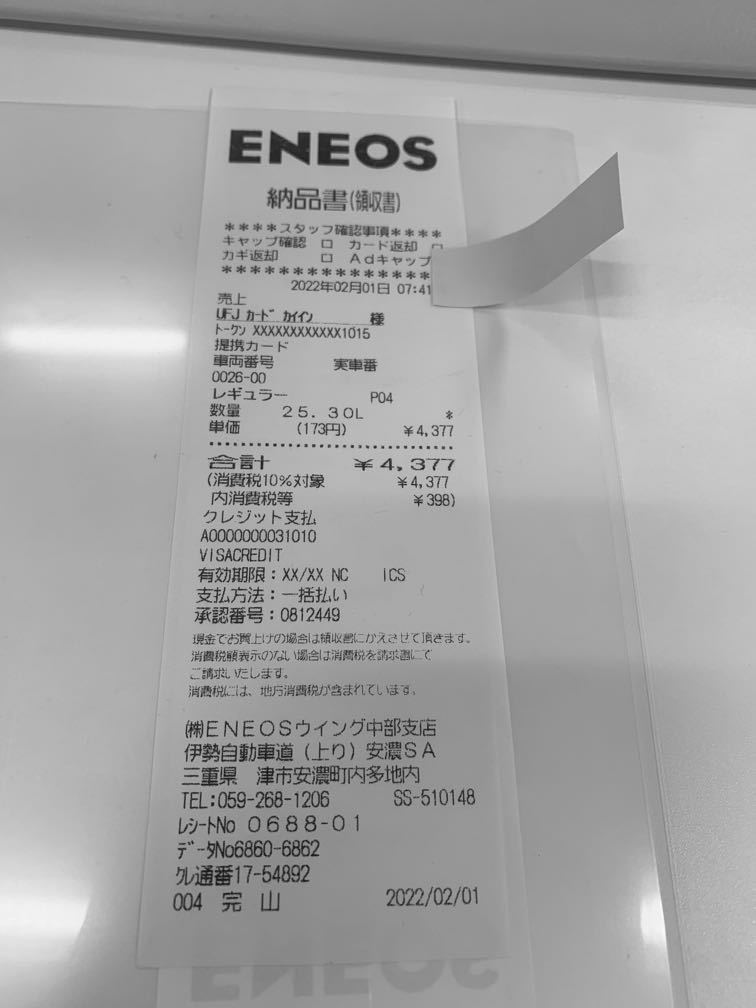 ENEOS
納品書(領収書)
****スタッフ確認事項****
キャップ確認 □ カード返却 □
カギ返却 □ Adキャップ
***************
2022年02月01日 07:41
売上
UFJ カード カイイン 様
トークン XXXXXXXXXXXX1015
提携カード
車両番号 実車番
0026-00
レギュラー P04
数量 25.30L *
単価 (173円) ¥4,377
合計 ¥4,377
(消費税10%対象 ¥4,377
内消費税等 ¥398)
クレジット支払
A0000000031010
VISACREDIT
有効期限:XX/XX NC ICS
支払方法:一括払い
承認番号:0812449
現金でお買上げの場合は領収書にかえさせて頂きます。
消費税額表示のない場合は消費税を請求書にて
ご請求いたします。
消費税には、地方消費税が含まれています。
(株)ENEOSウイング中部支店
伊勢自動車道(上り)安濃SA
三重県 津市安濃町内多地内
TEL:059-268-1206 SS-510148
レシートNo 0688-01
データNo6860-6862
クレ通番17-54892
004 完 山 2022/02/01
ENEOS